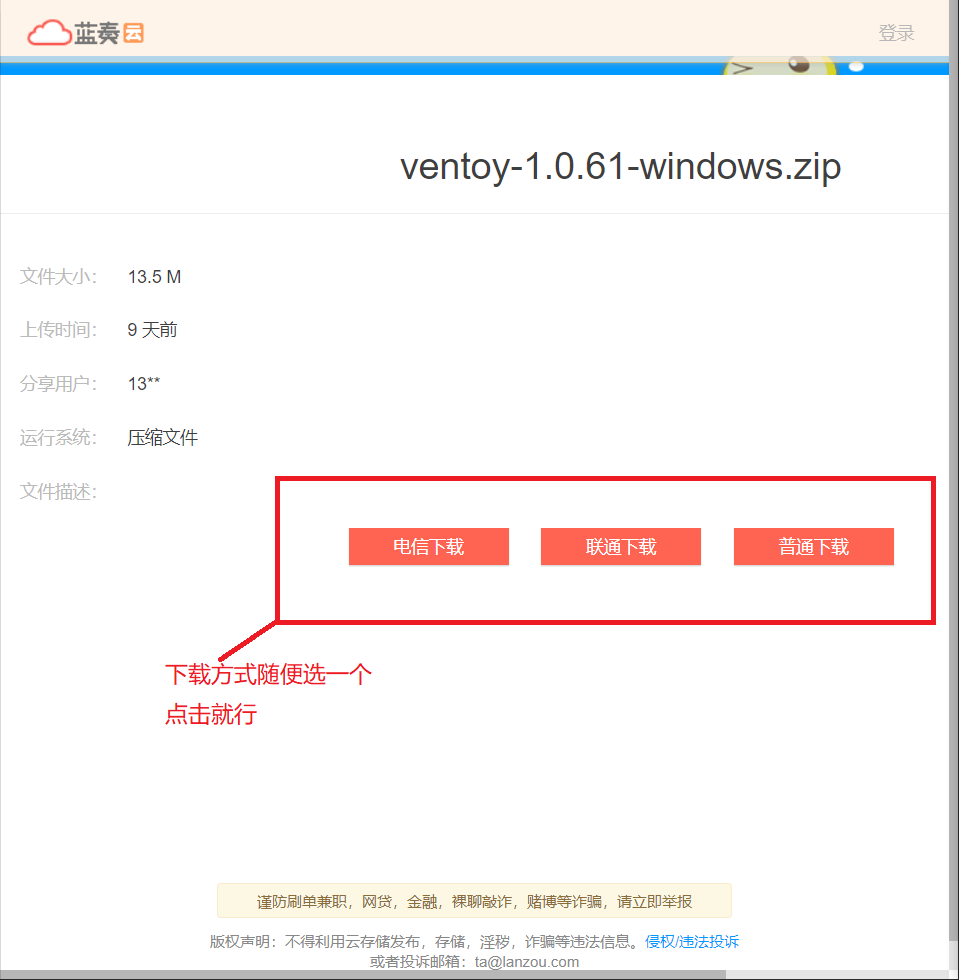 蓝奏云
登录
ventoy-1.0.61-windows.zip
文件大小： 13.5 M
上传时间： 9 天前
分享用户： 13**
运行系统： 压缩文件
文件描述：
电信下载 联通下载 普通下载
下载方式随便选一个
点击就行
谨防刷单兼职，网贷，金融，裸聊敲诈，赌博等诈骗，请立即举报
版权声明：不得利用云存储发布，存储，淫秽，诈骗等违法信息。侵权/违法投诉
或者投诉邮箱：ta@lanzou.com